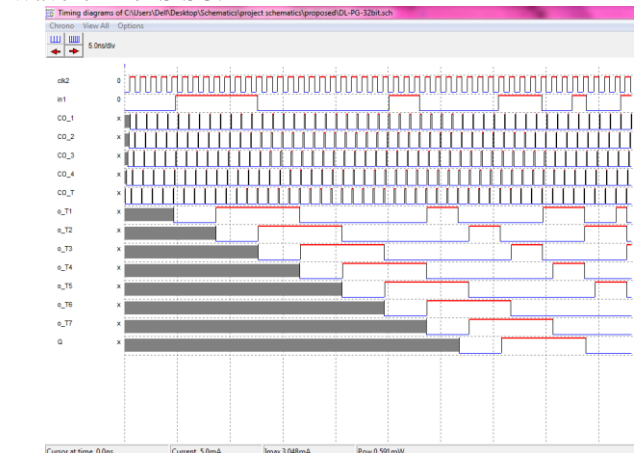 Timing diagrams of C:\Users\Dell\Desktop\Schematics\project schematics\proposed\DL-PG-32bit.sch
Chrono View All Options
5.0ns/div
clk2 0
in1 0
CO_1 x
CO_2 x
CO_3 x
CO_4 x
CO_T x
o_T1 x
o_T2 x
o_T3 x
o_T4 x
o_T5 x
o_T6 x
o_T7 x
Q x
Cursor at time 0.0ns Current 5.0mA Imax 3.048mA Pow 0.591mW